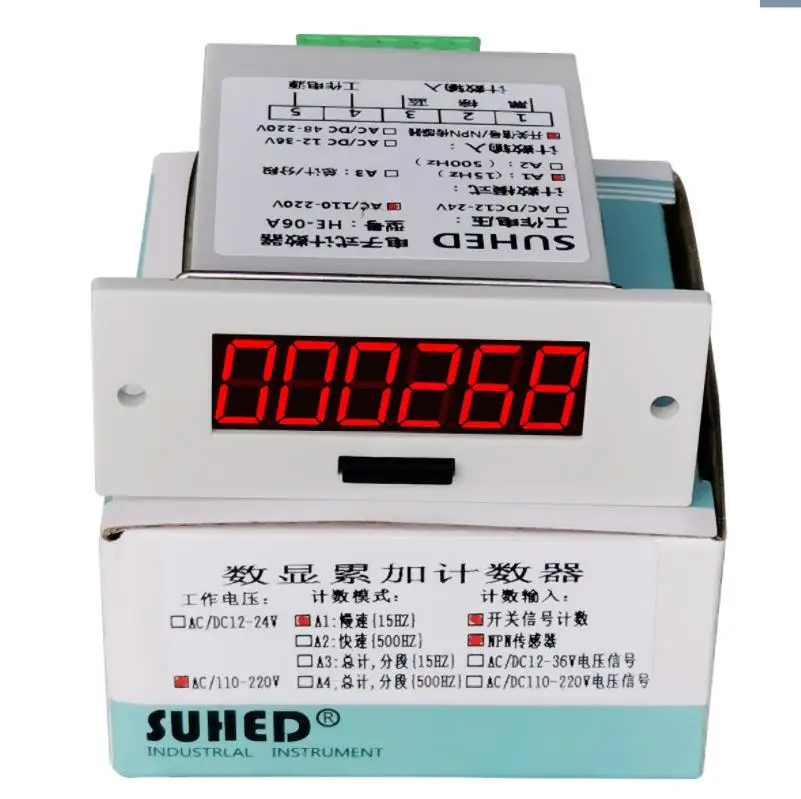 SUHED 电子式计数器
型号：HE-06A
工作电压：
AC/DC12-24V AC/110-220V
计数模式：
A1：(15Hz) A3：总计/分段
A2：(500Hz)
计数输入： AC/DC 12-36V
开关信号/NPN传感器 AC/DC 48-220V
1 2 3 4 5
黑 棕 蓝
计数输入 工作电源
000268
数显累加计数器
工作电压： 计数模式： 计数输入：
AC/DC12-24V A1:慢速{15HZ} 开关信号计数
A2:快速{500HZ} NPN传感器
A3:总计,分段{15HZ} AC/DC12-36V电压信号
AC/110-220V A4,总计,分段{500HZ} AC/DC110-220V电压信号
SUHED®
INDUSTRLAL INSTRUMENT